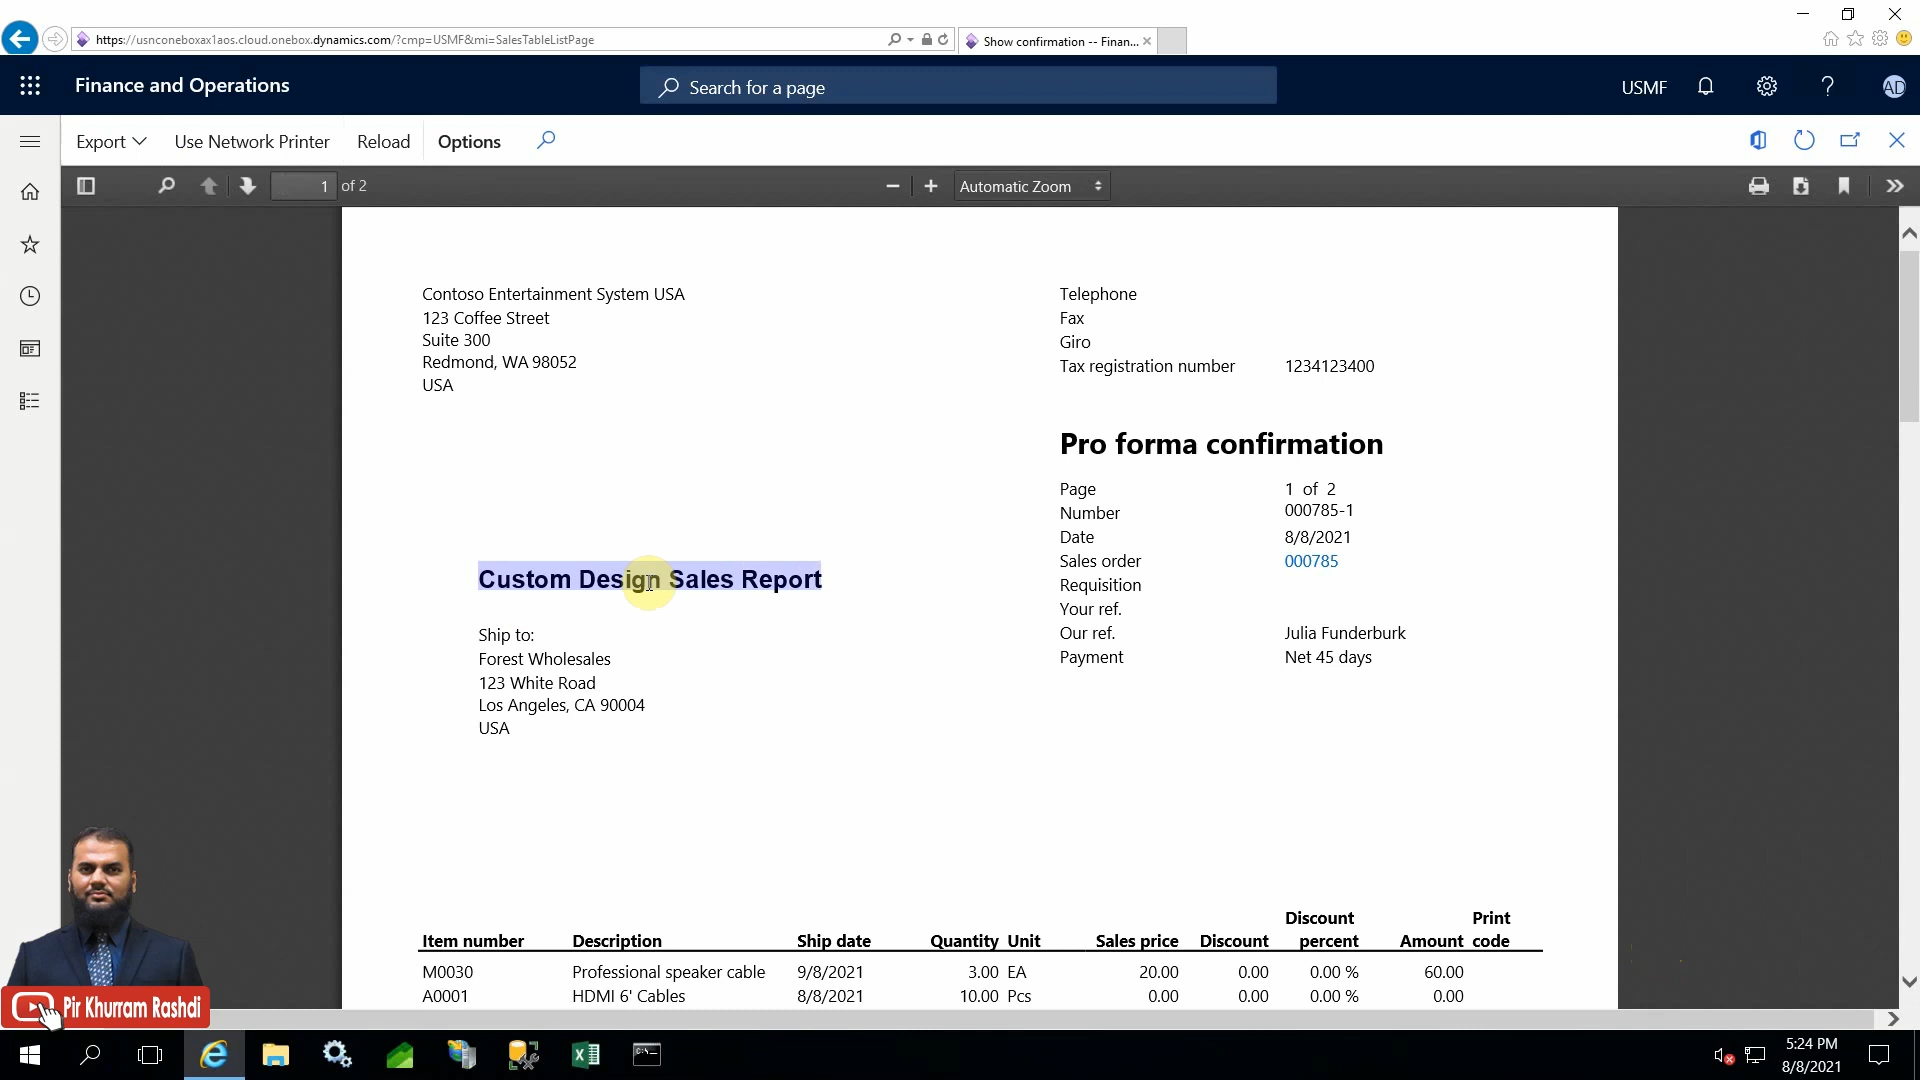 https://usnconeboxax1aos.cloud.onebox.dynamics.com/?cmp=USMF&mi=SalesTableListPage
Show confirmation -- Finan...
Finance and Operations
Search for a page
USMF
?
AD
Export
Use Network Printer
Reload
Options
1 of 2
Automatic Zoom
Contoso Entertainment System USA
123 Coffee Street
Suite 300
Redmond, WA 98052
USA
Telephone
Fax
Giro
Tax registration number 1234123400
Pro forma confirmation
Page 1 of 2
Number 000785-1
Date 8/8/2021
Sales order 000785
Requisition
Your ref.
Our ref. Julia Funderburk
Payment Net 45 days
Custom Design Sales Report
Ship to:
Forest Wholesales
123 White Road
Los Angeles, CA 90004
USA
Item number Description Ship date Quantity Unit Sales price Discount Discount percent Amount Print code
M0030 Professional speaker cable 9/8/2021 3.00 EA 20.00 0.00 0.00 % 60.00
A0001 HDMI 6' Cables 8/8/2021 10.00 Pcs 0.00 0.00 0.00 % 0.00
Pir Khurram Rashdi
5:24 PM
8/8/2021